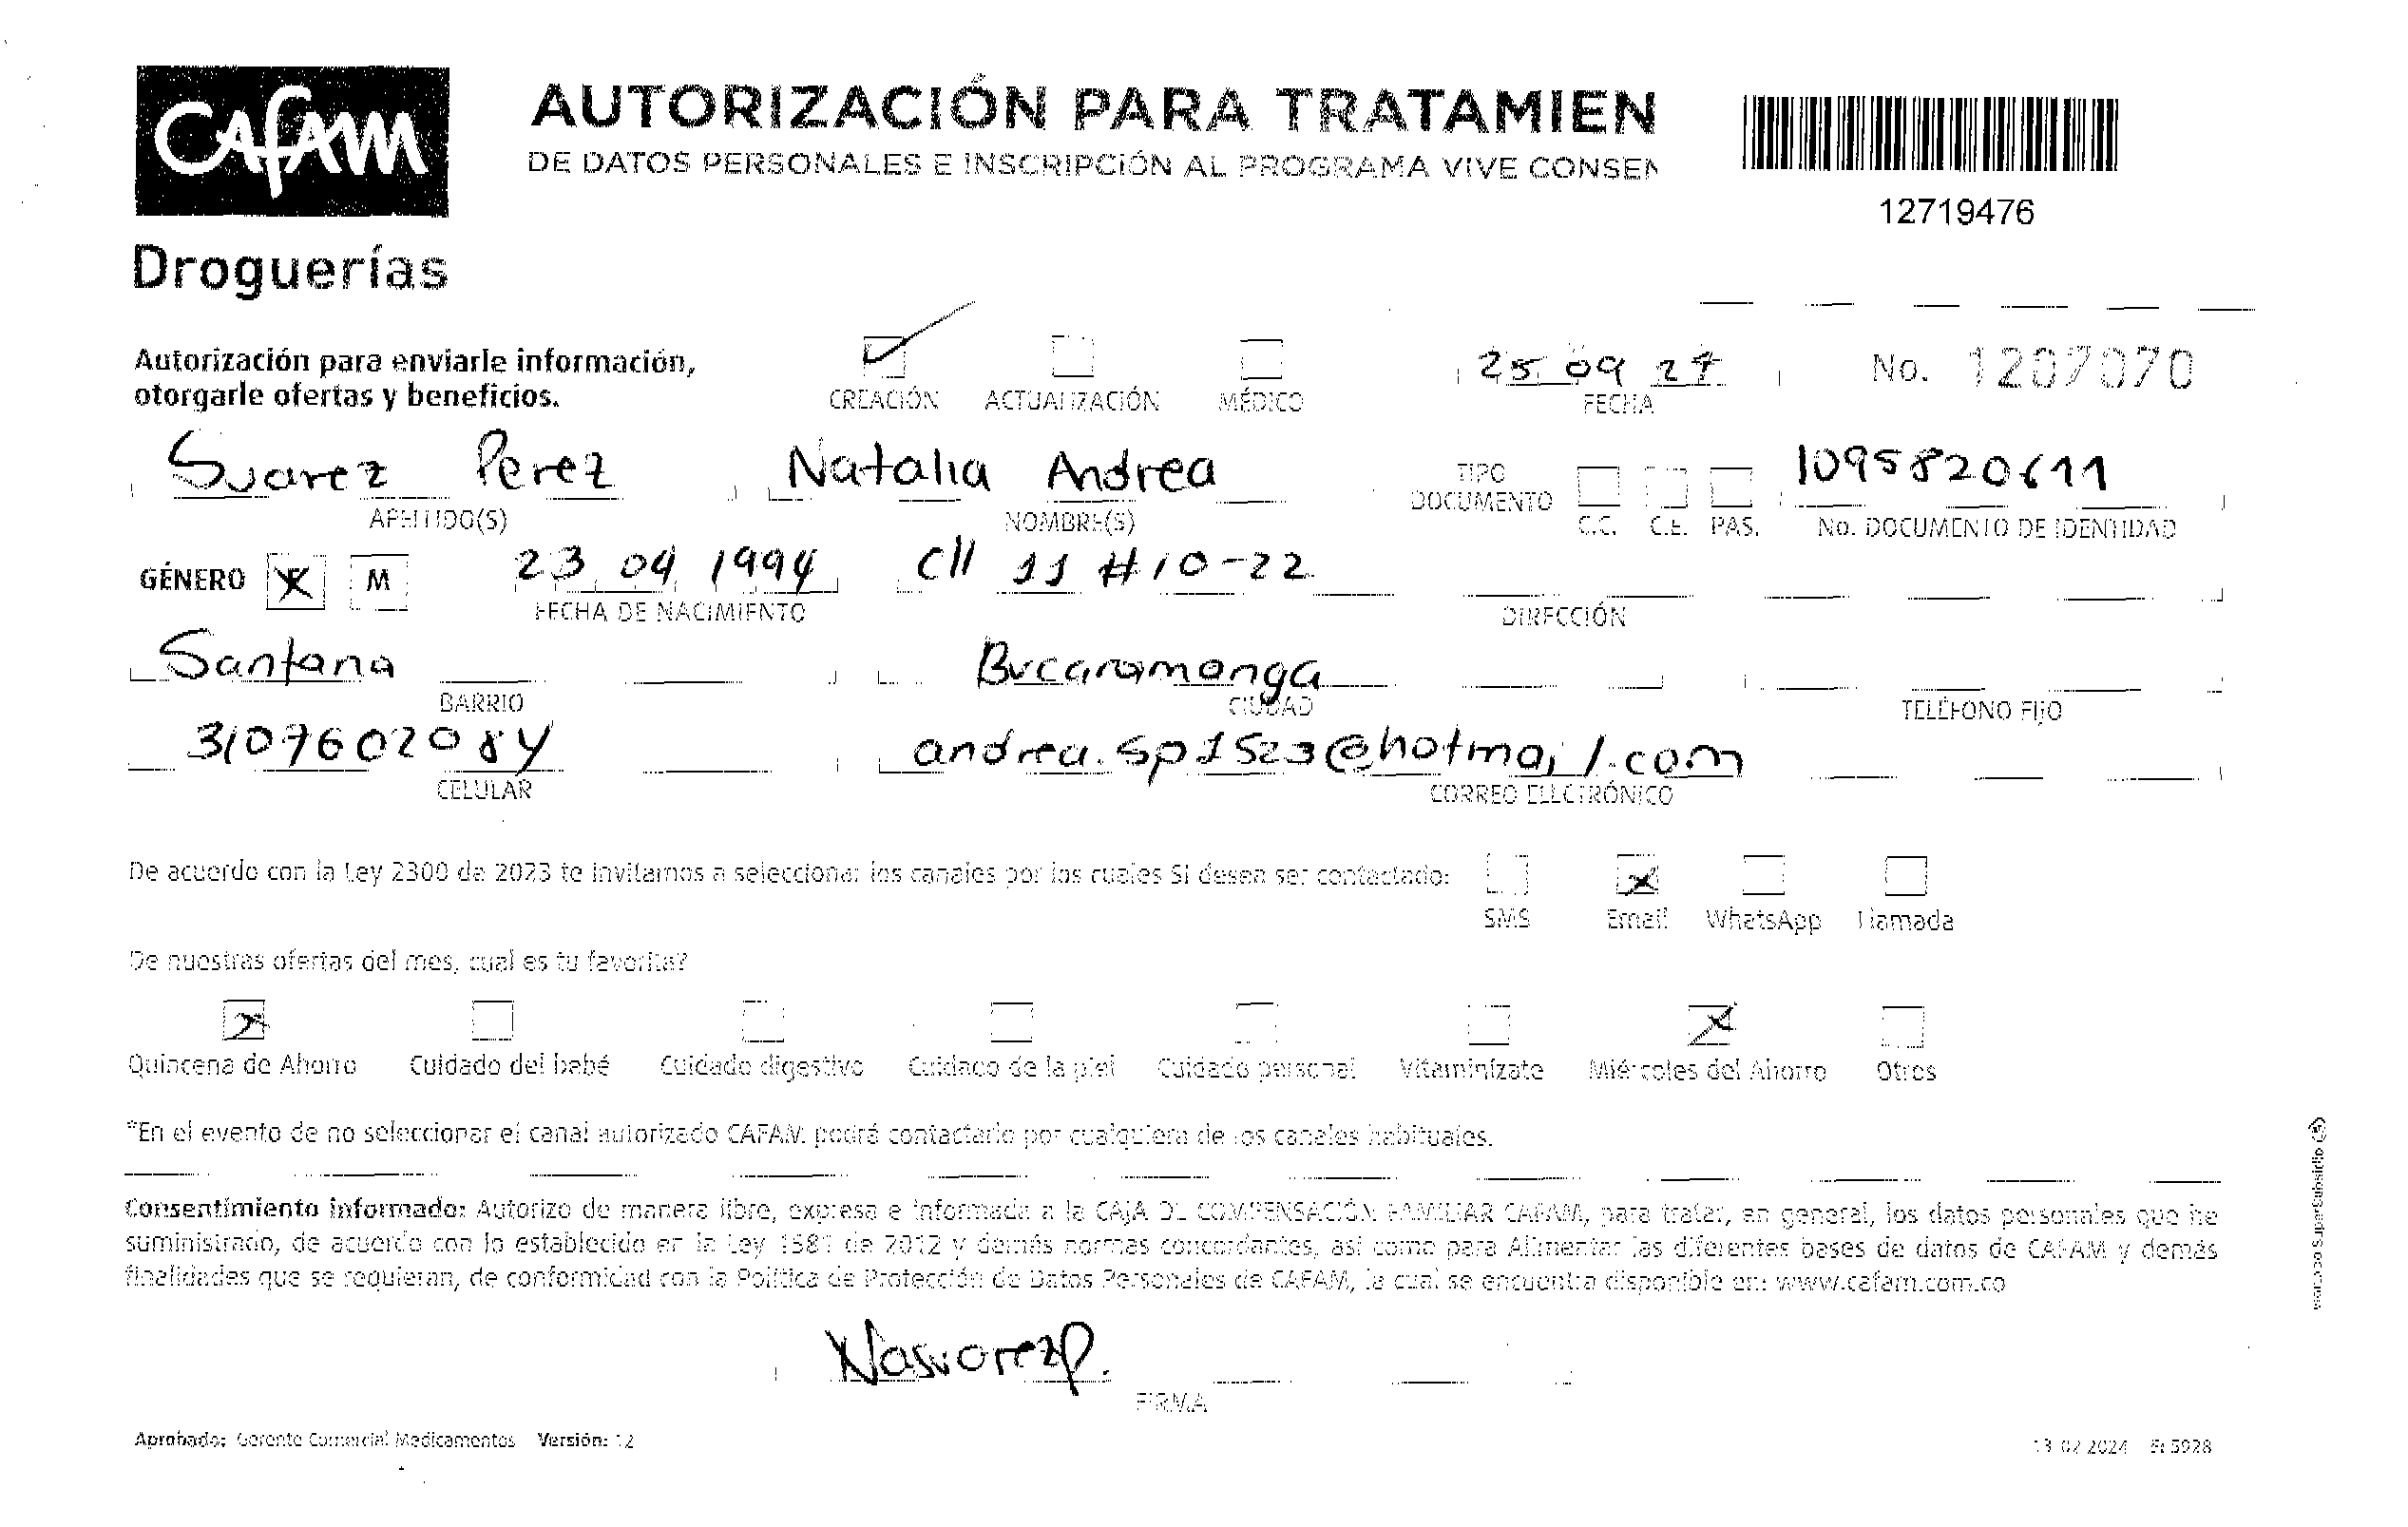 CAFAM
Droguerías
AUTORIZACIÓN PARA TRATAMIEN
DE DATOS PERSONALES E INSCRIPCIÓN AL PROGRAMA VIVE CONSEN
12719476
Autorización para enviarle información,
otorgarle ofertas y beneficios.
CREACIÓN ACTUALIZACIÓN MÉDICO
25 09 27
FECHA
No. 1207070
Suarez Perez
APELLIDO(S)
Natalia Andrea
NOMBRE(S)
TIPO
DOCUMENTO
C.C. C.E. PAS.
1095820611
No. DOCUMENTO DE IDENTIDAD
GÉNERO F M
23 04 1994
FECHA DE NACIMIENTO
Cll 11 #10-22
DIRECCIÓN
Santana
BARRIO
Bucaramanga
CIUDAD
TELÉFONO FIJO
3107602084
CELULAR
andrea.sp1523@hotmail.com
CORREO ELECTRÓNICO
De acuerdo con la Ley 2300 de 2023 te invitamos a seleccionar los canales por los cuales SI desea ser contactado:
SMS Email WhatsApp Llamada
De nuestras ofertas del mes, cual es tu favorita?
Quincena de Ahorro Cuidado del bebé Cuidado digestivo Cuidado de la piel Cuidado personal Vitaminízate Miércoles del Ahorro Otros
*En el evento de no seleccionar el canal autorizado CAFAM podrá contactarlo por cualquiera de los canales habituales.
Consentimiento informado: Autorizo de manera libre, expresa e informada a la CAJA DE COMPENSACIÓN FAMILIAR CAFAM, para tratar, en general, los datos personales que he
suministrado, de acuerdo con lo establecido en la Ley 1581 de 2012 y demás normas concordantes, así como para Alimentar las diferentes bases de datos de CAFAM y demás
finalidades que se requieran, de conformidad con la Política de Protección de Datos Personales de CAFAM, la cual se encuentra disponible en: www.cafam.com.co
Nasuarezp.
FIRMA
Aprobado: Gerente Comercial Medicamentos Versión: 12
13 02 2024 Ft 5928
SuperSubsidio